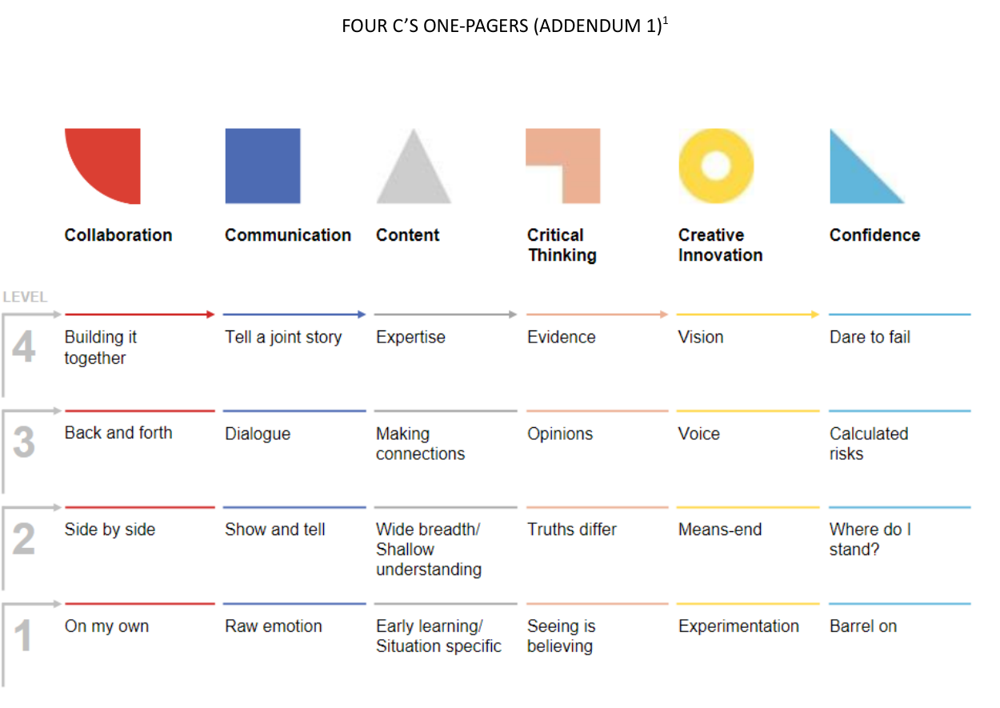 FOUR C’S ONE-PAGERS (ADDENDUM 1)1
Collaboration
Communication
Content
Critical
Thinking
Creative
Innovation
Confidence
LEVEL
4
Building it
together
Tell a joint story
Expertise
Evidence
Vision
Dare to fail
3
Back and forth
Dialogue
Making
connections
Opinions
Voice
Calculated
risks
2
Side by side
Show and tell
Wide breadth/
Shallow
understanding
Truths differ
Means-end
Where do I
stand?
1
On my own
Raw emotion
Early learning/
Situation specific
Seeing is
believing
Experimentation
Barrel on